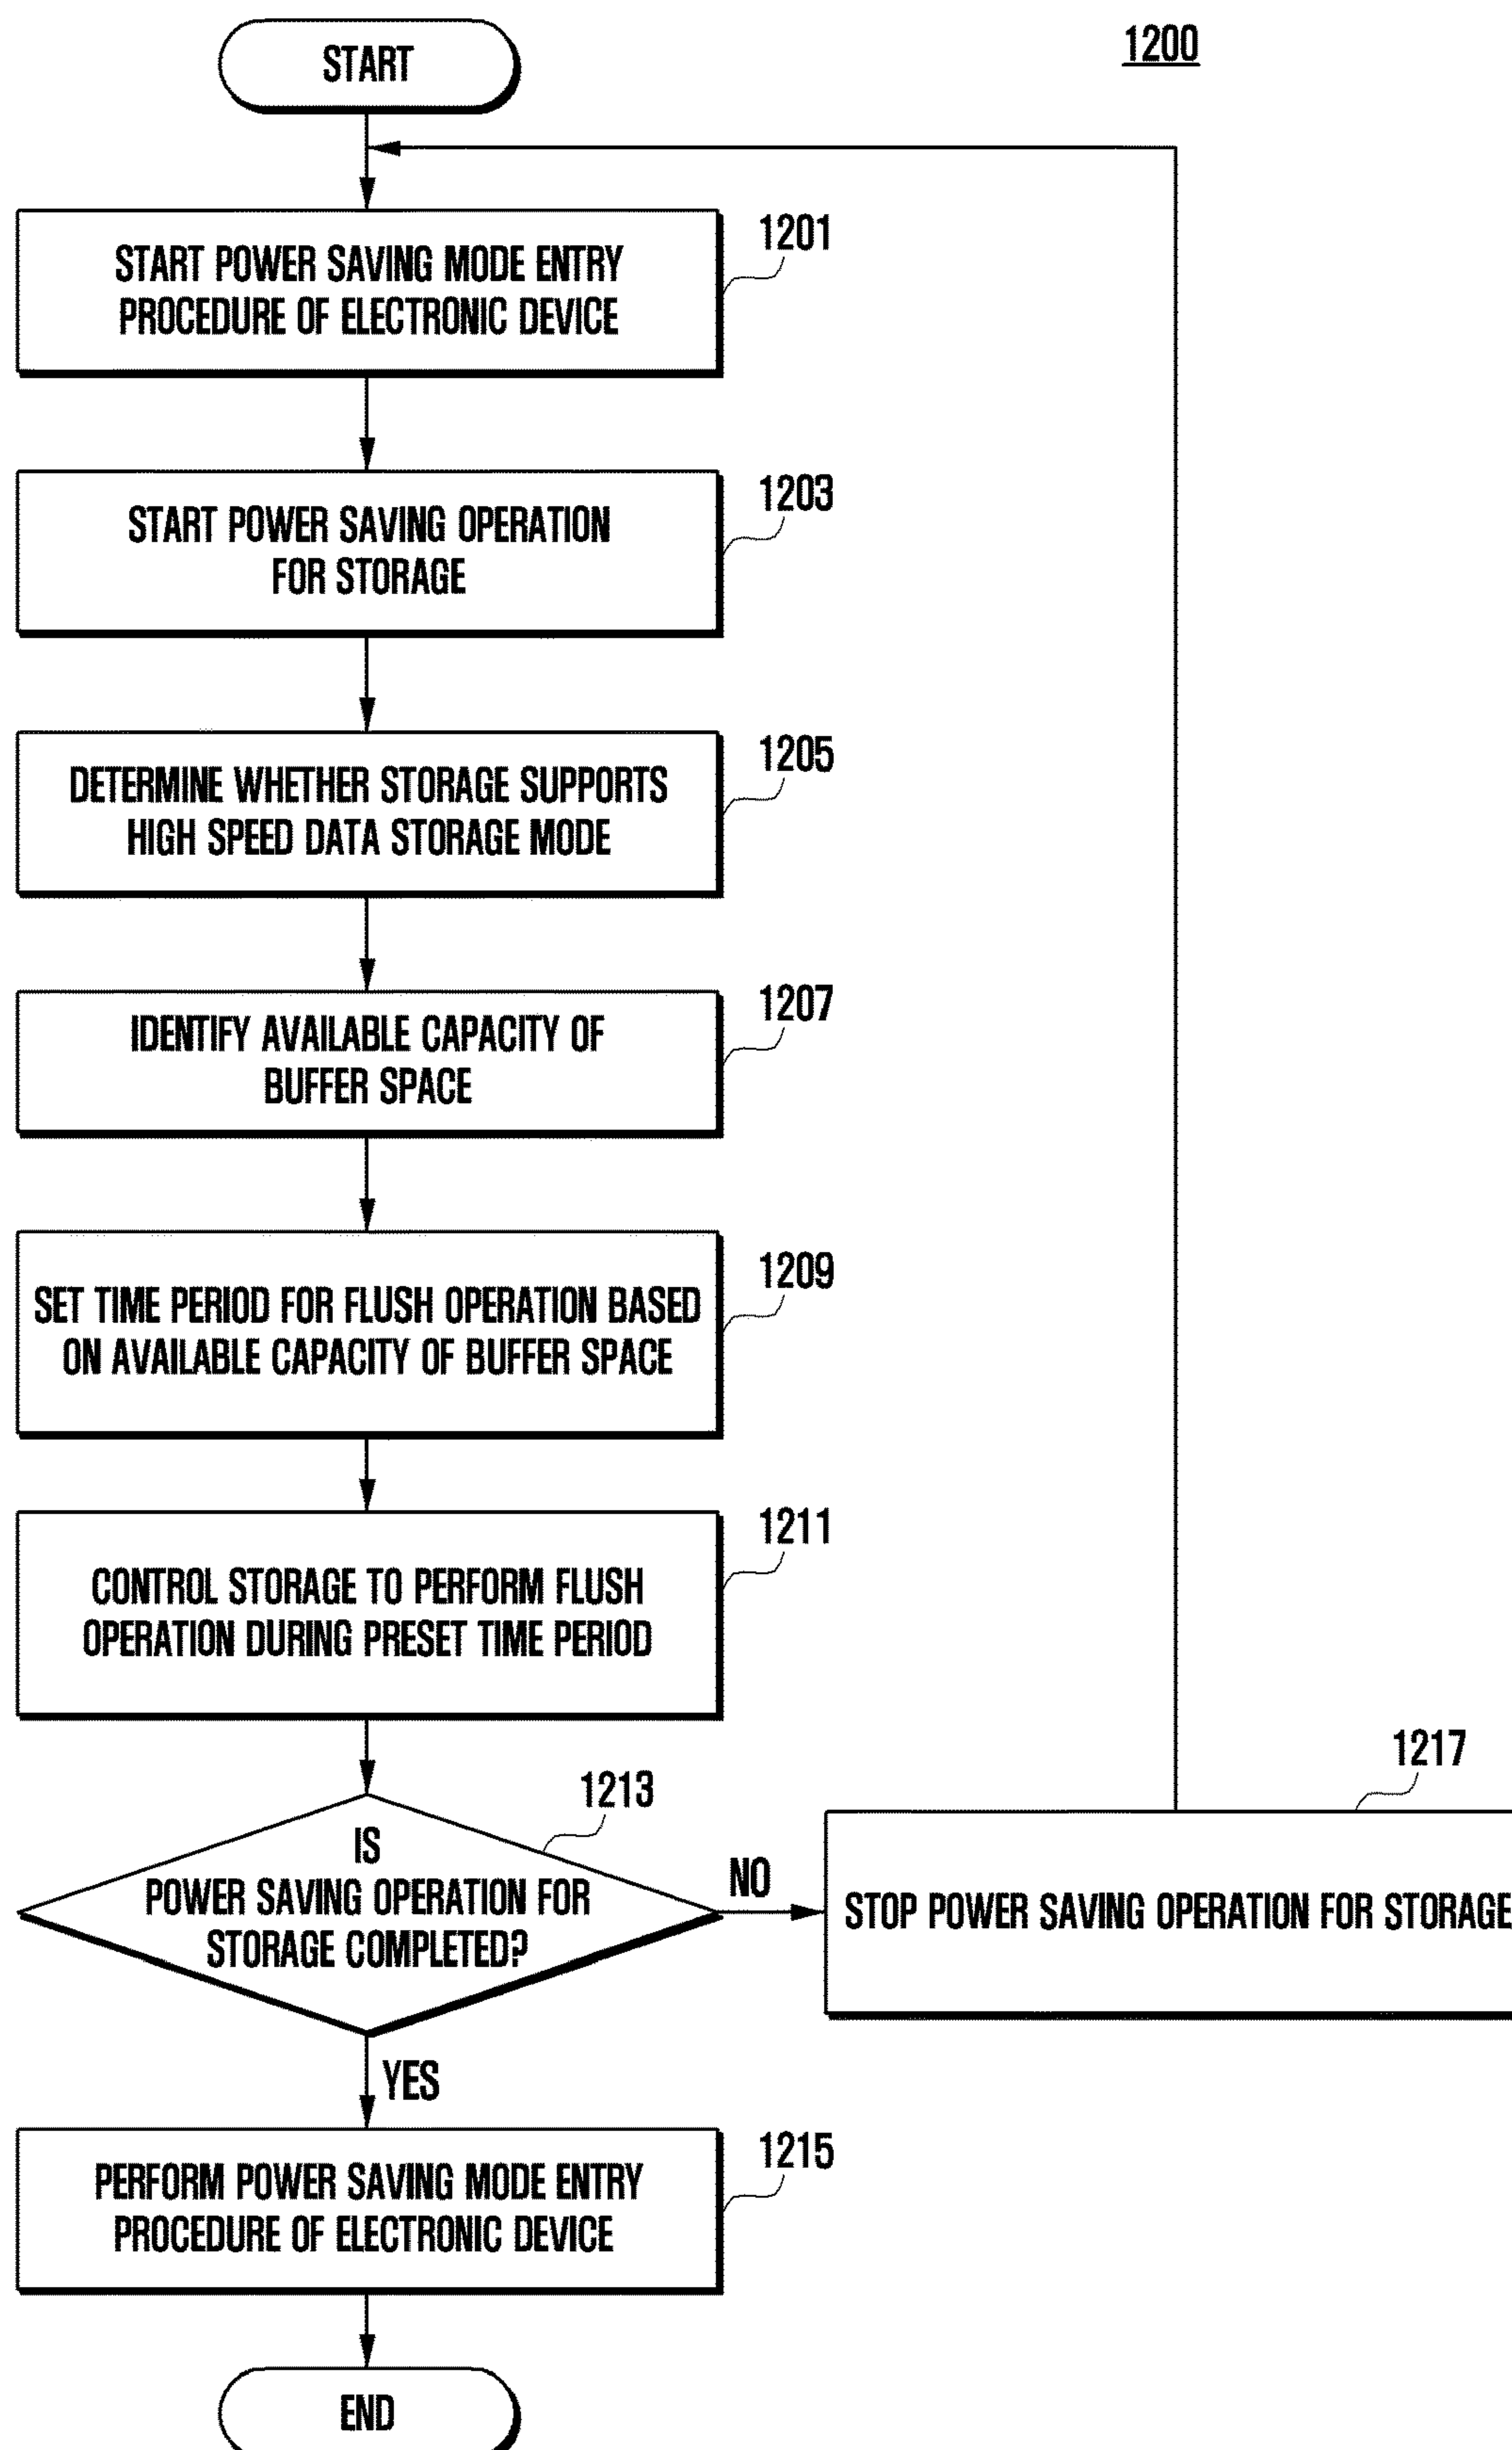 START
1200
START POWER SAVING MODE ENTRY
PROCEDURE OF ELECTRONIC DEVICE
1201
START POWER SAVING OPERATION
FOR STORAGE
1203
DETERMINE WHETHER STORAGE SUPPORTS
HIGH SPEED DATA STORAGE MODE
1205
IDENTIFY AVAILABLE CAPACITY OF
BUFFER SPACE
1207
SET TIME PERIOD FOR FLUSH OPERATION BASED
ON AVAILABLE CAPACITY OF BUFFER SPACE
1209
CONTROL STORAGE TO PERFORM FLUSH
OPERATION DURING PRESET TIME PERIOD
1211
IS
POWER SAVING OPERATION FOR
STORAGE COMPLETED?
1213
NO
STOP POWER SAVING OPERATION FOR STORAGE
1217
YES
PERFORM POWER SAVING MODE ENTRY
PROCEDURE OF ELECTRONIC DEVICE
1215
END